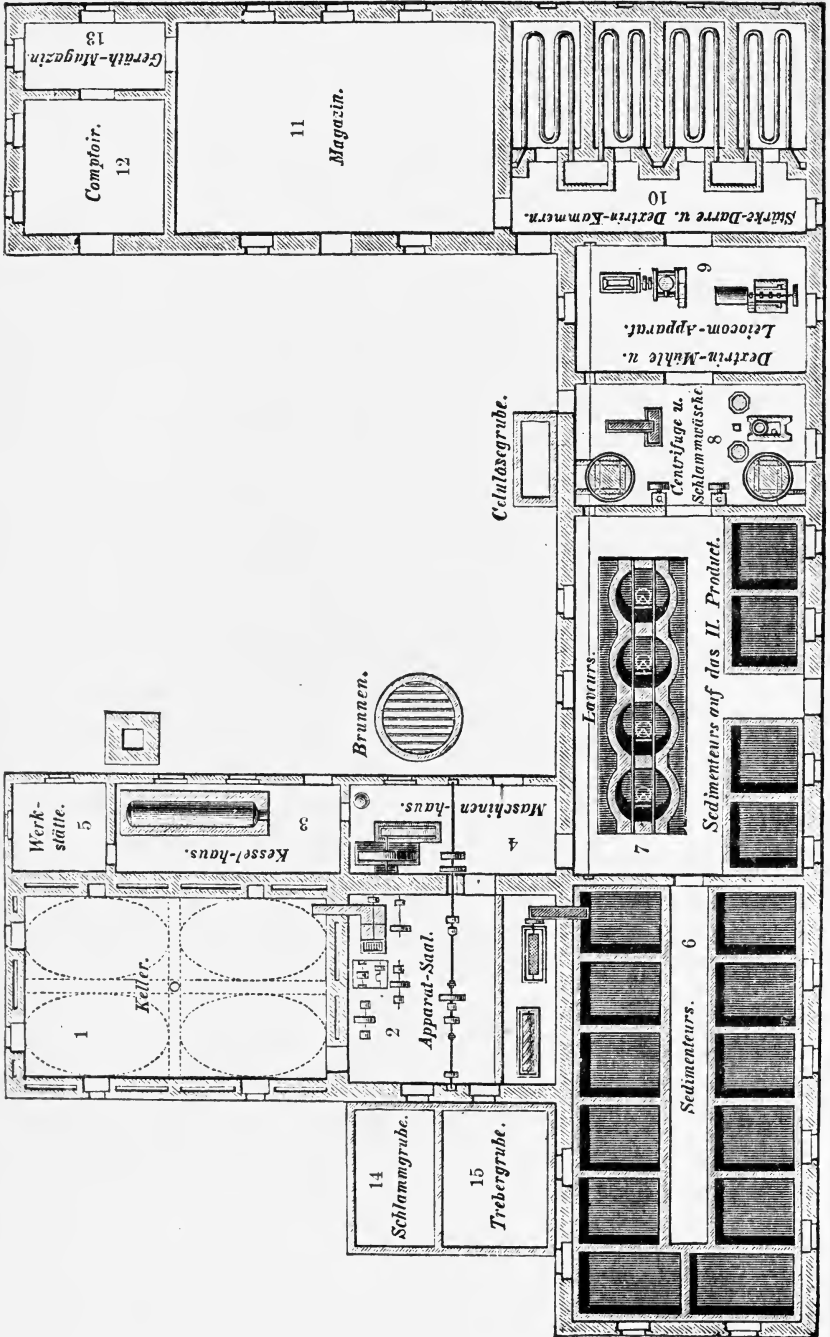 1
Keller.
Werk-
stätte.
5
Kessel-haus.
3
2
Apparat-Saal.
Maschinen-haus.
4
Brunnen.
14
Schlammgrube.
15
Trebergrube.
6
Sedimenteurs.
7
Laveurs.
Sedimenteurs auf das II. Product.
Celulosegrube.
Centrifuge u.
Schlammwäsche.
8
Dextrin-Mühle u.
Leiocom-Apparat.
9
Stärke-Darre u. Dextrin-Kammern.
10
11
Magazin.
Comptoir.
12
Geräth-Magazin.
13